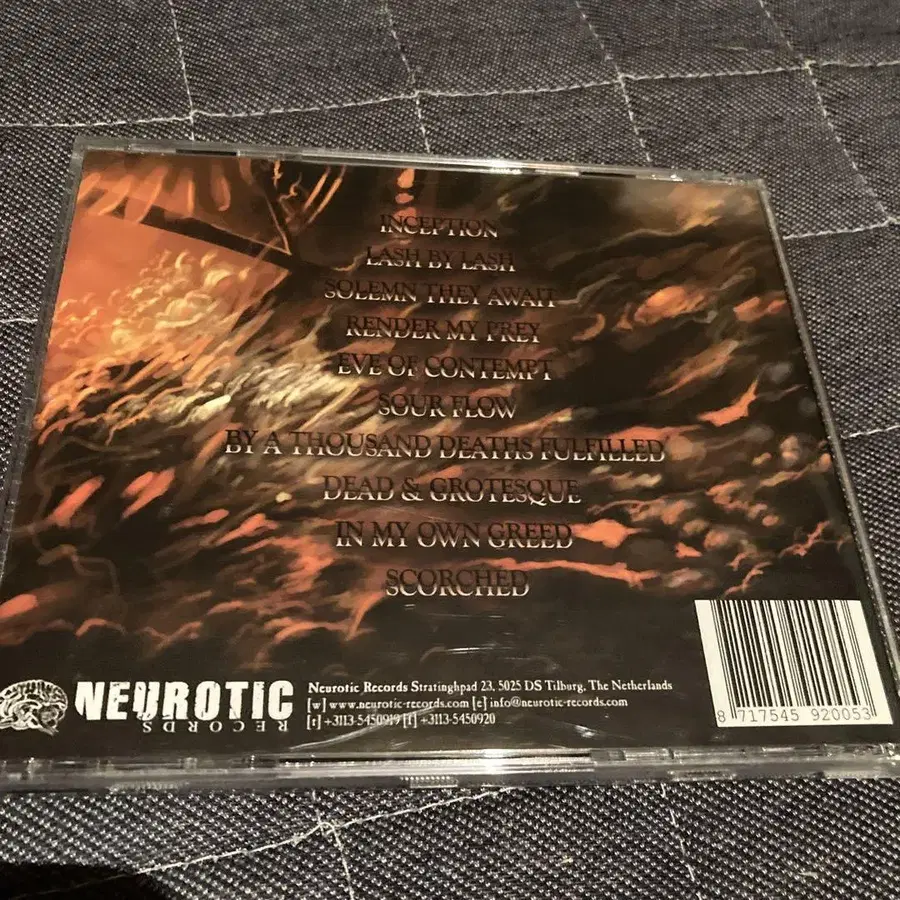 INCEPTION
LASH BY LASH
SOLEMN THEY AWAIT
RENDER MY PREY
EVE OF CONTEMPT
SOUR FLOW
BY A THOUSAND DEATHS FULFILLED
DEAD & GROTESQUE
IN MY OWN GREED
SCORCHED
NEUROTIC
RECORDS
Neurotic Records Stratinghpad 23, 5025 DS Tilburg, The Netherlands
[w] www.neurotic-records.com [e] info@neurotic-records.com
[t] +3113-5450919 [f] +3113-5450920
8 717545 920053